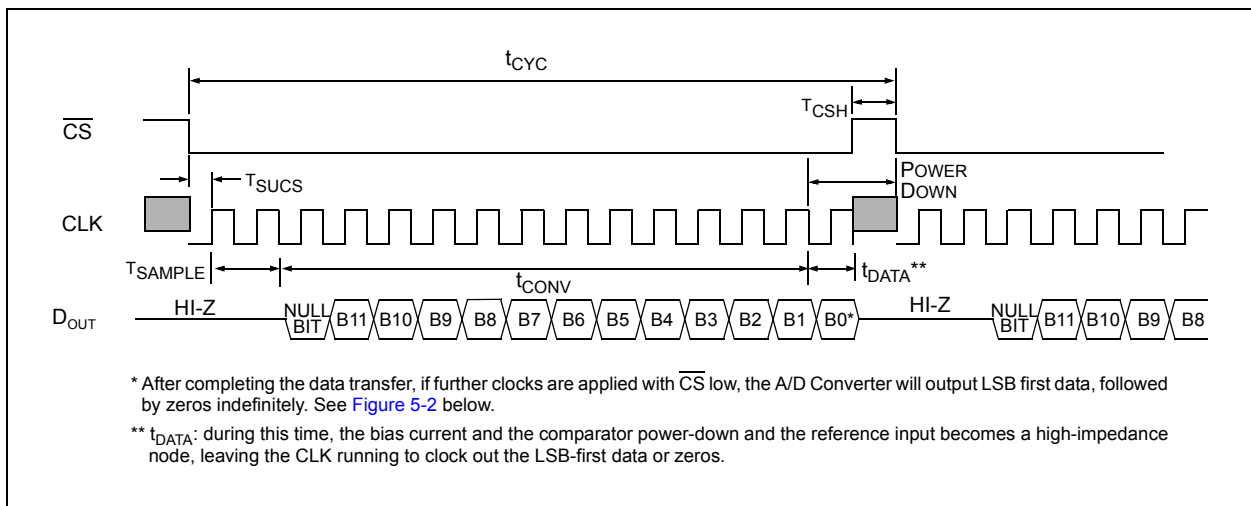 tCYC
TCSH
CS
POWER
DOWN
TSUCS
CLK
TSAMPLE
tCONV
tDATA**
DOUT
HI-Z
NULL
BIT
B11
B10
B9
B8
B7
B6
B5
B4
B3
B2
B1
B0*
HI-Z
NULL
BIT
B11
B10
B9
B8
* After completing the data transfer, if further clocks are applied with CS low, the A/D Converter will output LSB first data, followed
by zeros indefinitely. See Figure 5-2 below.
** tDATA: during this time, the bias current and the comparator power-down and the reference input becomes a high-impedance
node, leaving the CLK running to clock out the LSB-first data or zeros.